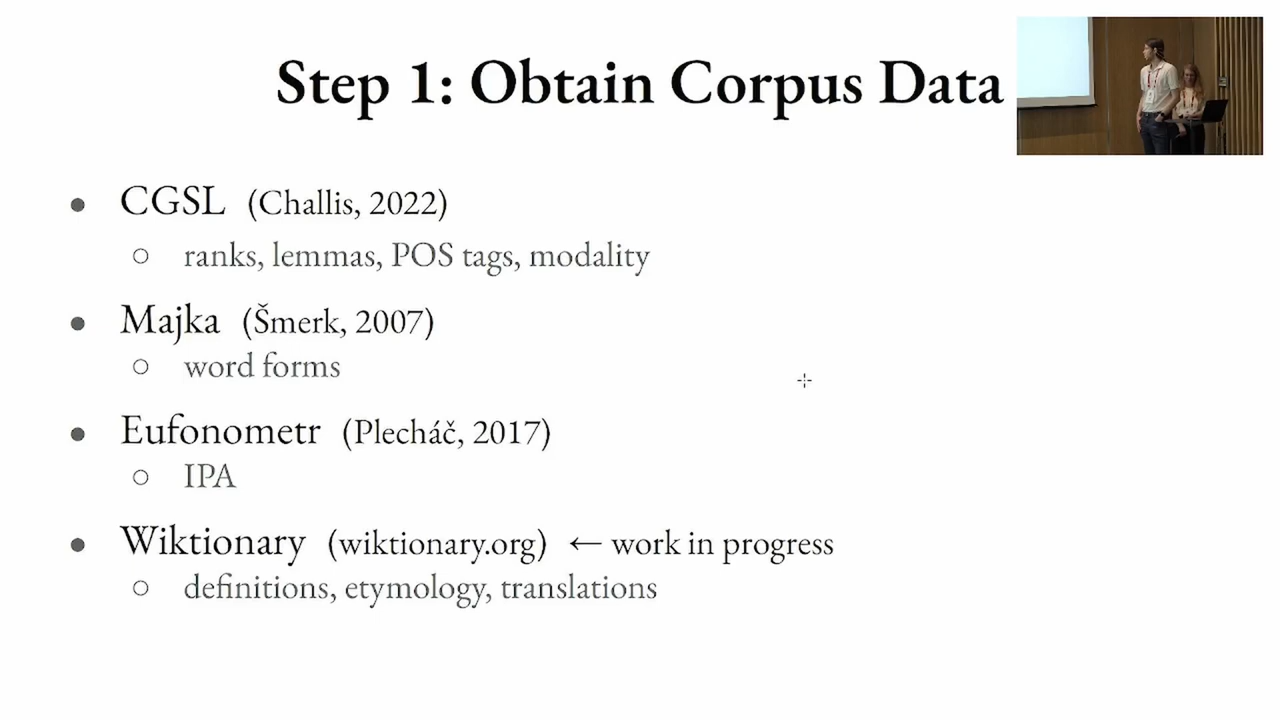 Step 1: Obtain Corpus Data
● CGSL (Challis, 2022)
○ ranks, lemmas, POS tags, modality
● Majka (Šmerk, 2007)
○ word forms
● Eufonometr (Plecháč, 2017)
○ IPA
● Wiktionary (wiktionary.org) ← work in progress
○ definitions, etymology, translations